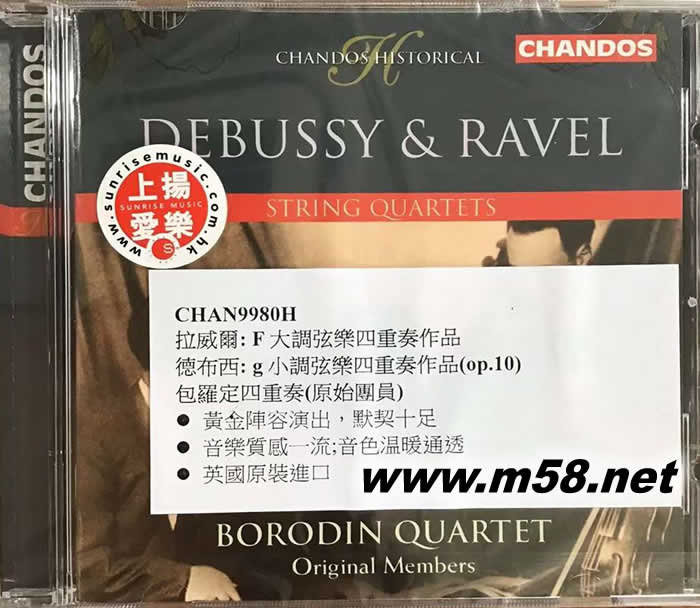 CHANDOS
CHANDOS HISTORICAL
H
CHANDOS
DEBUSSY & RAVEL
STRING QUARTETS
www.sunrisemusic.com.hk
上揚
SUNRISE MUSIC
愛樂
S
CHAN9980H
拉威爾: F 大調弦樂四重奏作品
德布西: g 小調弦樂四重奏作品(op.10)
包羅定四重奏(原始團員)
● 黃金陣容演出，默契十足
● 音樂質感一流;音色温暖通透
● 英國原裝進口
www.m58.net
BORODIN QUARTET
Original Members